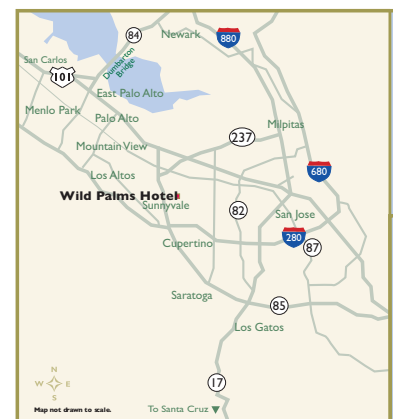 84
Newark
880
San Carlos
Dumbarton
Bridge
101
East Palo Alto
Menlo Park
Palo Alto
Milpitas
237
Mountain View
680
Los Altos
Wild Palms Hotel
Sunnyvale
82
San Jose
280
87
Cupertino
Saratoga
85
Los Gatos
17
N
W E
S
Map not drawn to scale.
To Santa Cruz ▼